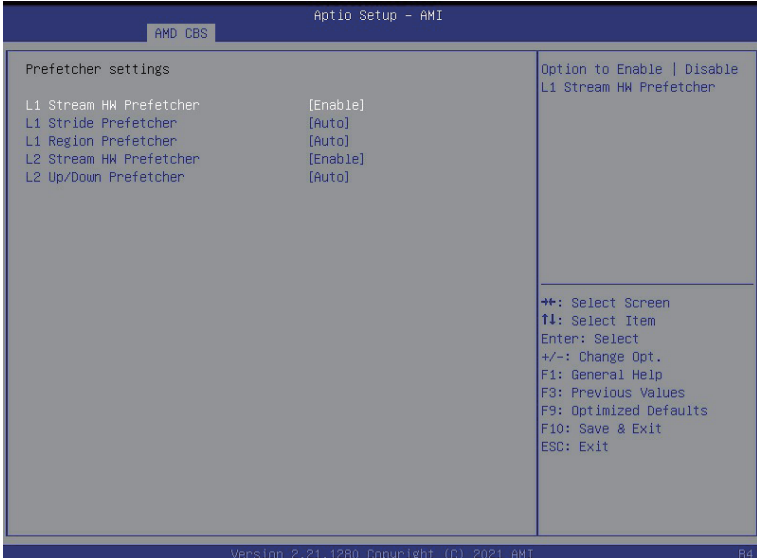 Aptio Setup – AMI
AMD CBS
Prefetcher settings
L1 Stream HW Prefetcher [Enable]
L1 Stride Prefetcher [Auto]
L1 Region Prefetcher [Auto]
L2 Stream HW Prefetcher [Enable]
L2 Up/Down Prefetcher [Auto]
Option to Enable | Disable
L1 Stream HW Prefetcher
→←: Select Screen
↑↓: Select Item
Enter: Select
+/-: Change Opt.
F1: General Help
F3: Previous Values
F9: Optimized Defaults
F10: Save & Exit
ESC: Exit
Version 2.21.1280 Copyright (C) 2021 AMI
B4